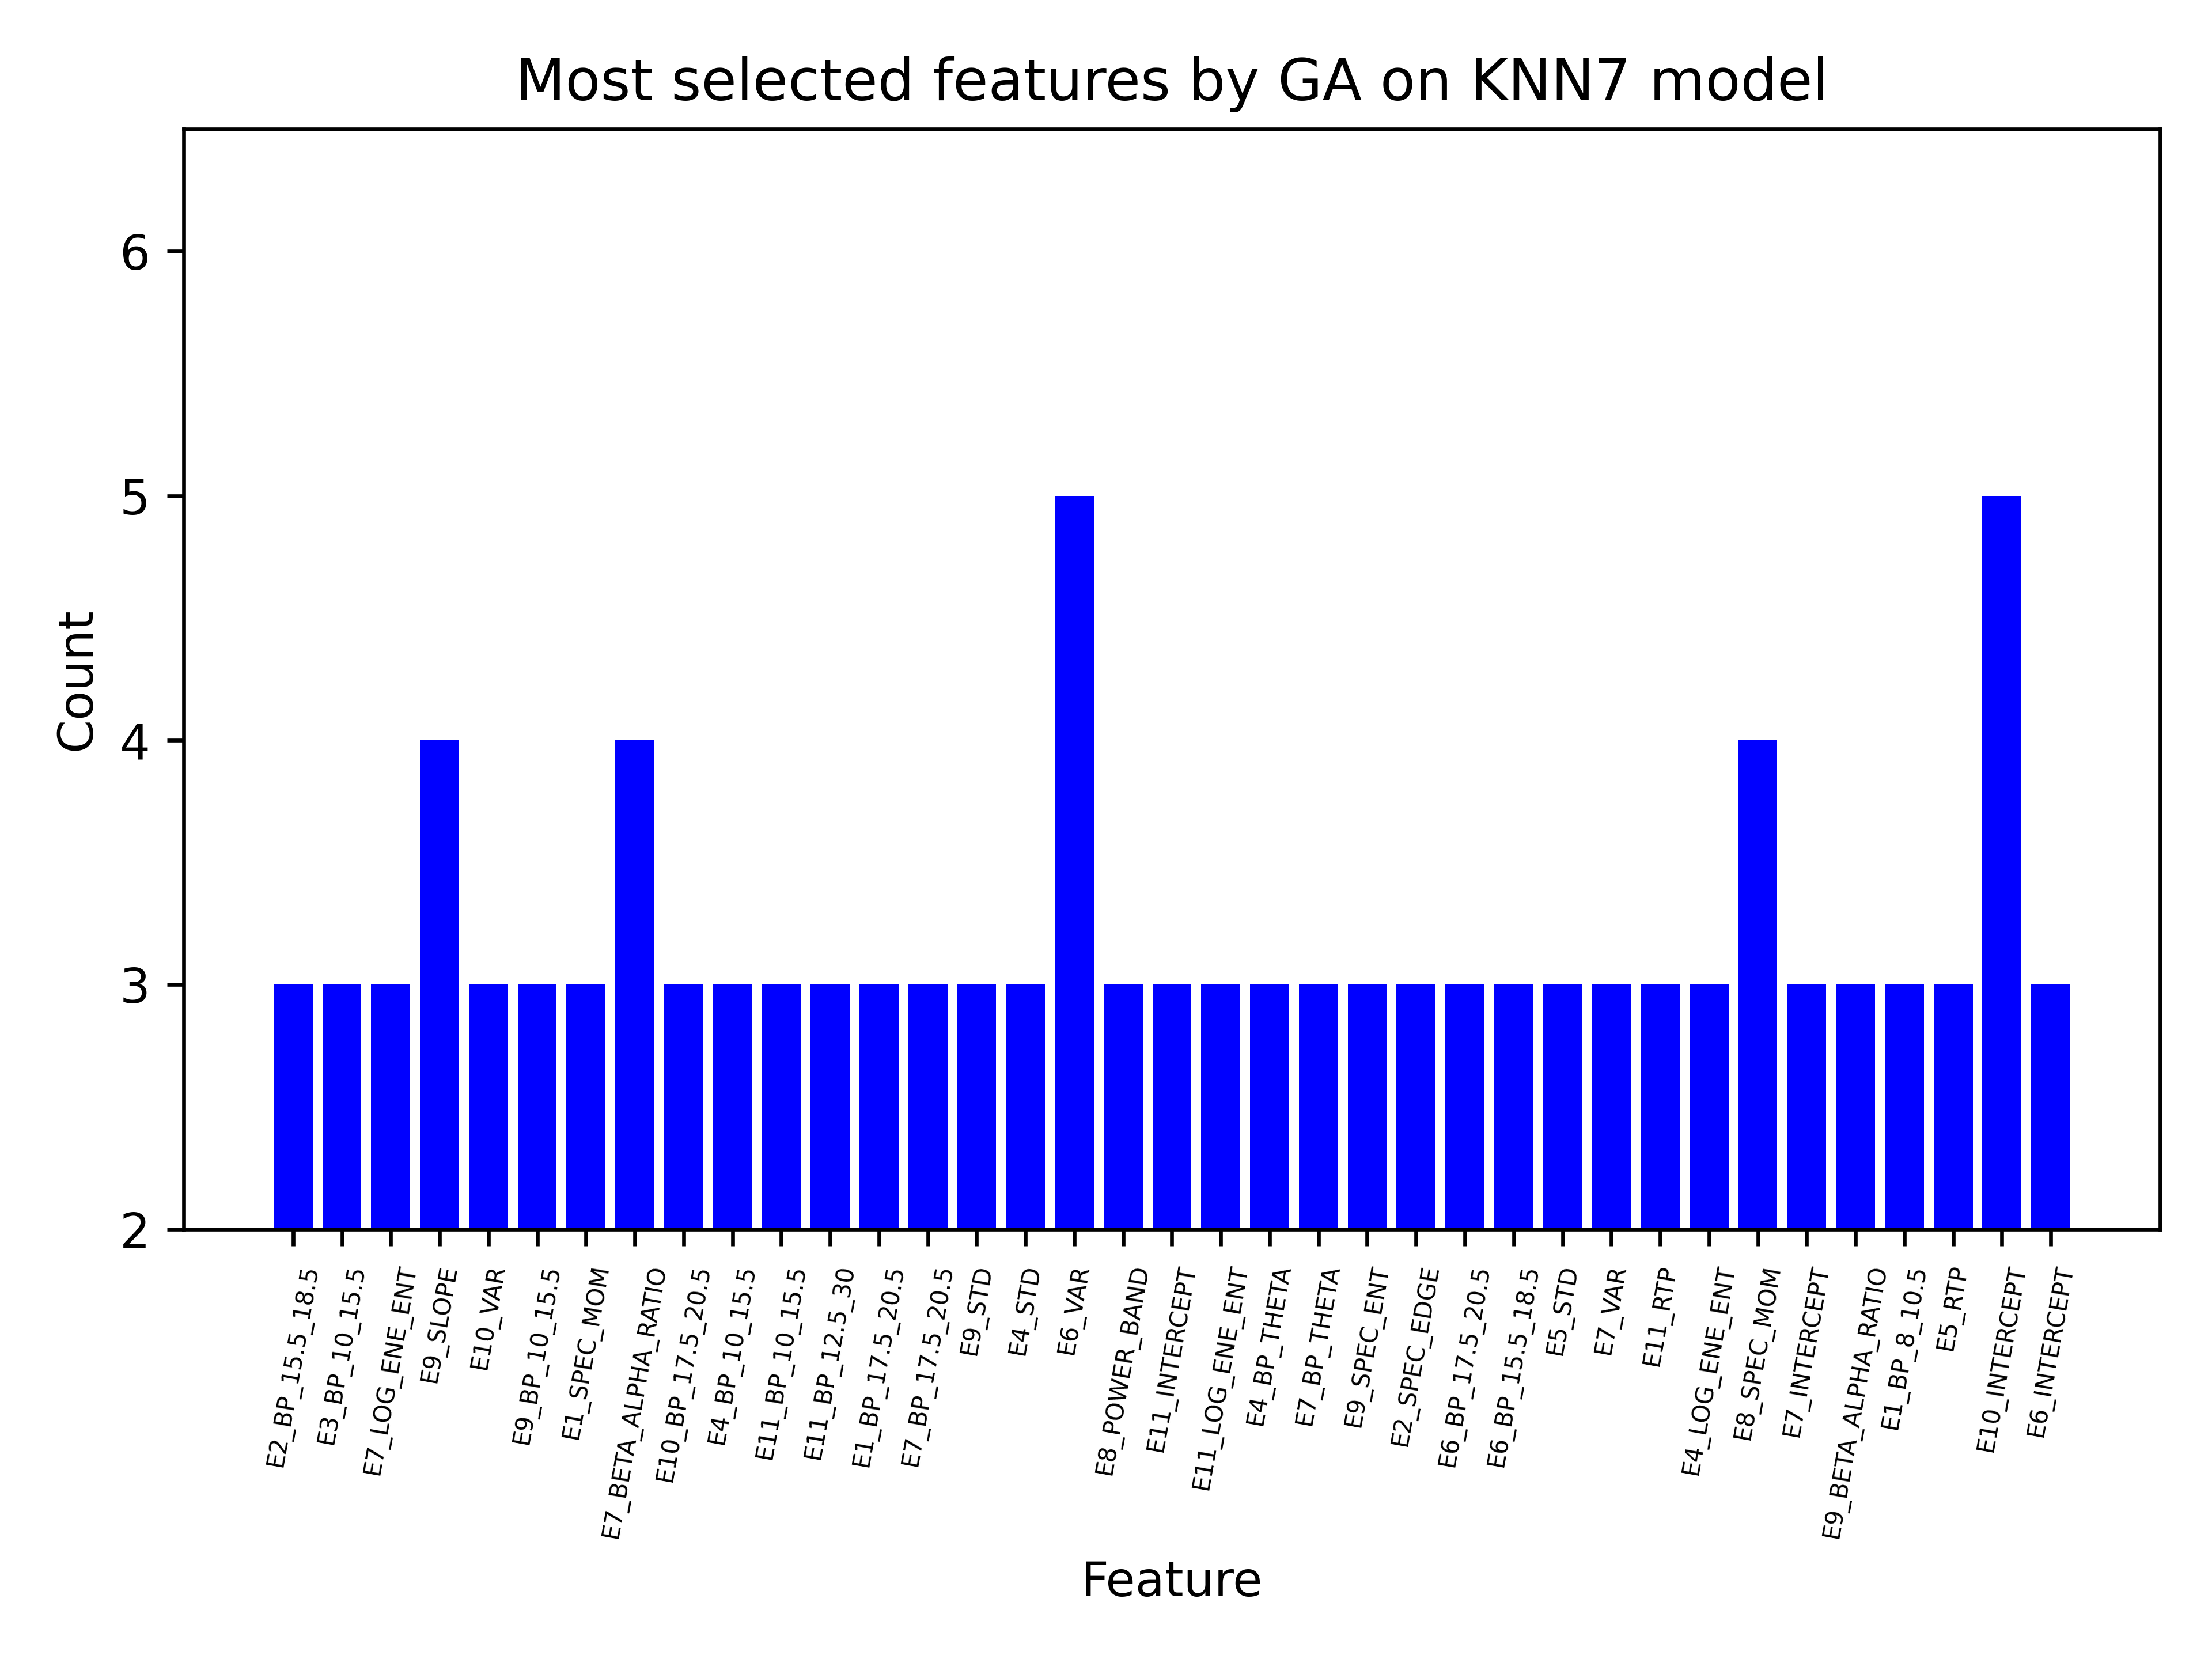 Most selected features by GA on KNN7 model
Count
6
5
4
3
2
E2_BP_15.5_18.5
E3_BP_10_15.5
E7_LOG_ENE_ENT
E9_SLOPE
E10_VAR
E9_BP_10_15.5
E1_SPEC_MOM
E7_BETA_ALPHA_RATIO
E10_BP_17.5_20.5
E4_BP_10_15.5
E11_BP_10_15.5
E11_BP_12.5_30
E1_BP_17.5_20.5
E7_BP_17.5_20.5
E9_STD
E4_STD
E6_VAR
E8_POWER_BAND
E11_INTERCEPT
E11_LOG_ENE_ENT
E4_BP_THETA
E7_BP_THETA
E9_SPEC_ENT
E2_SPEC_EDGE
E6_BP_17.5_20.5
E6_BP_15.5_18.5
E5_STD
E7_VAR
E11_RTP
E4_LOG_ENE_ENT
E8_SPEC_MOM
E7_INTERCEPT
E9_BETA_ALPHA_RATIO
E1_BP_8_10.5
E5_RTP
E10_INTERCEPT
E6_INTERCEPT
Feature